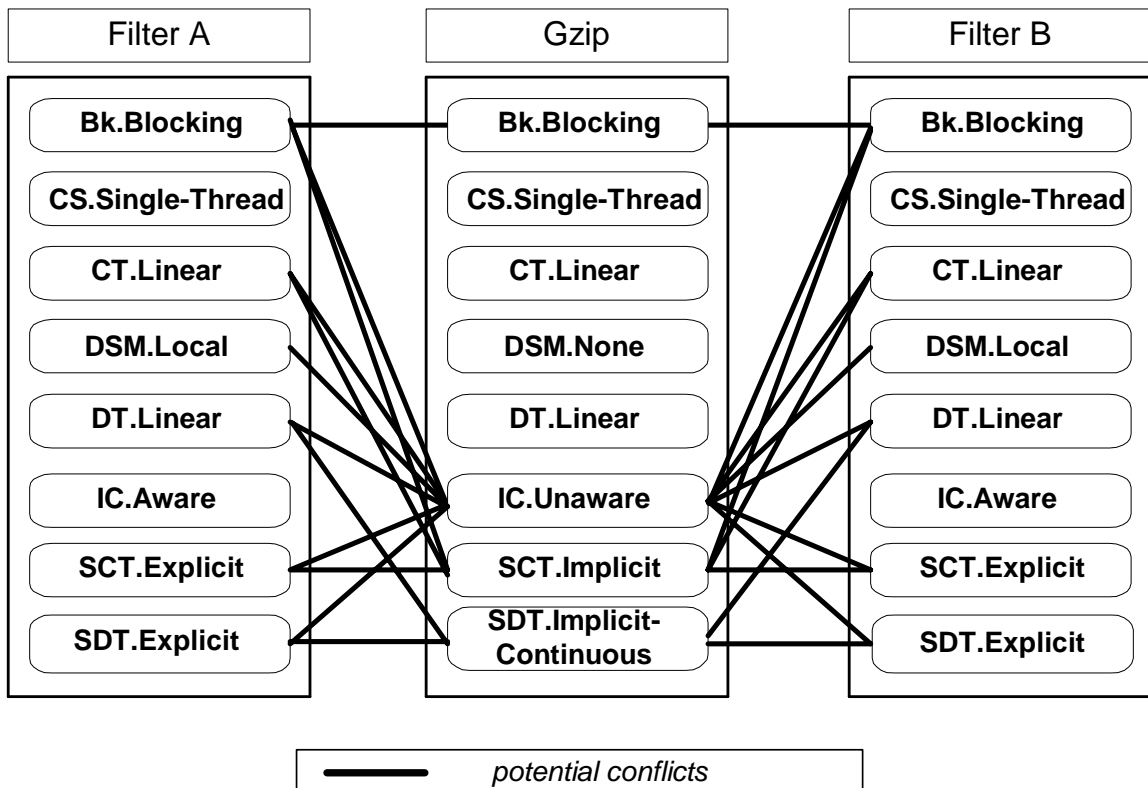 Filter A
Gzip
Filter B
Bk.Blocking
Bk.Blocking
Bk.Blocking
CS.Single-Thread
CS.Single-Thread
CS.Single-Thread
CT.Linear
CT.Linear
CT.Linear
DSM.Local
DSM.None
DSM.Local
DT.Linear
DT.Linear
DT.Linear
IC.Aware
IC.Unaware
IC.Aware
SCT.Explicit
SCT.Implicit
SCT.Explicit
SDT.Explicit
SDT.Implicit-
Continuous
SDT.Explicit
potential conflicts